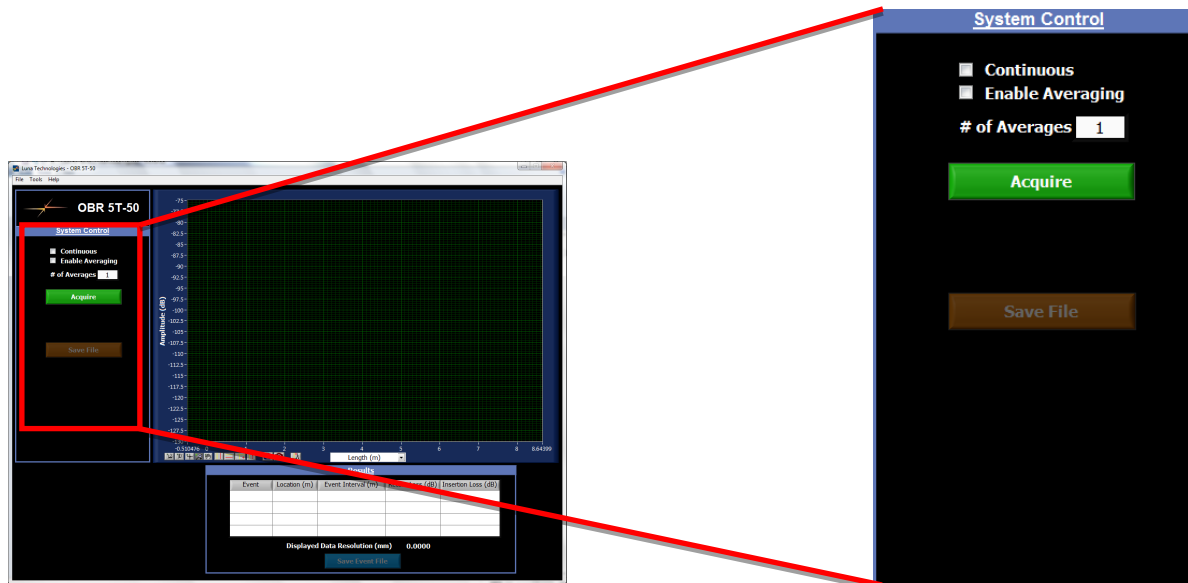 Luna Technologies - OBR 5T-50
File Tools Help
OBR 5T-50
System Control
Continuous
Enable Averaging
# of Averages 1
Acquire
Save File
Amplitude (dB)
-75
-80
-82.5
-85
-87.5
-90
-92.5
-95
-97.5
-100
-102.5
-105
-107.5
-110
-112.5
-115
-117.5
-120
-122.5
-125
-127.5
-0.510476 0 2 3 4 5 6 7 8 8.64399
Length (m)
Results
Event Location (m) Event Interval (m) Insertion Loss (dB)
Displayed Data Resolution (mm) 0.0000
Save Event File
System Control
Continuous
Enable Averaging
# of Averages 1
Acquire
Save File